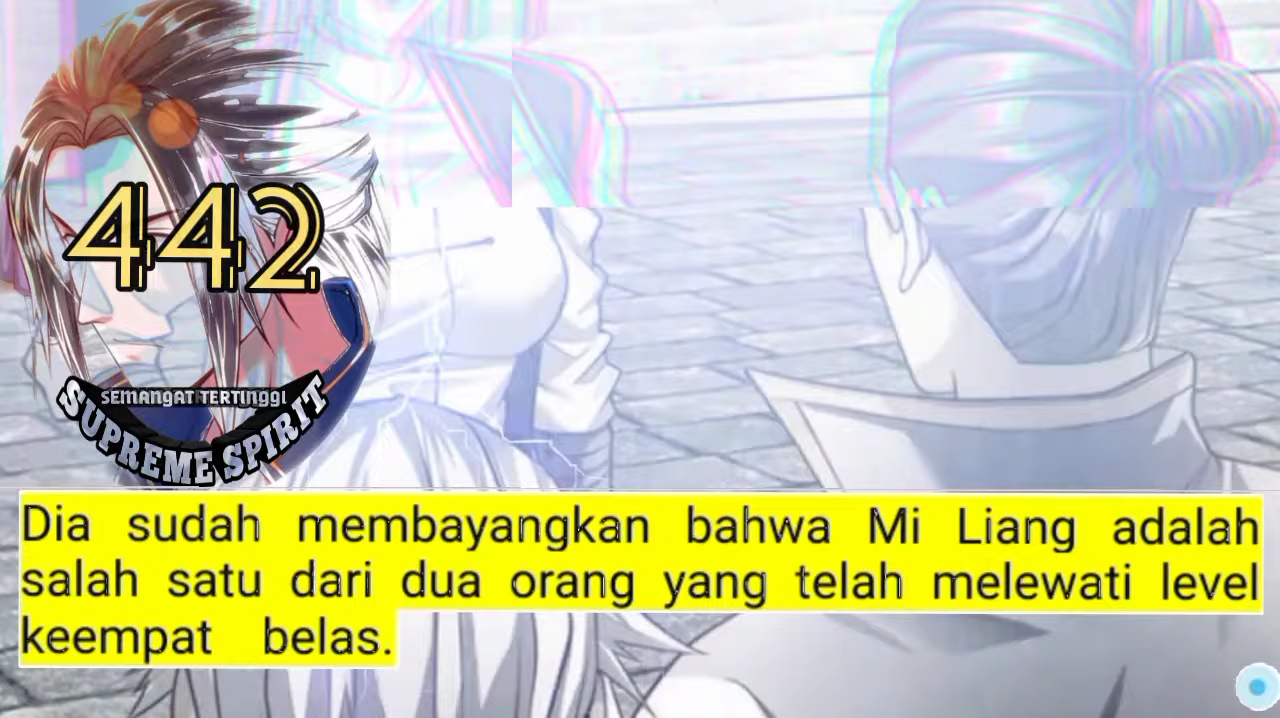 442
SEMANGAT TERTINGGI
SUPREME SPIRIT
Dia sudah membayangkan bahwa Mi Liang adalah
salah satu dari dua orang yang telah melewati level
keempat belas.